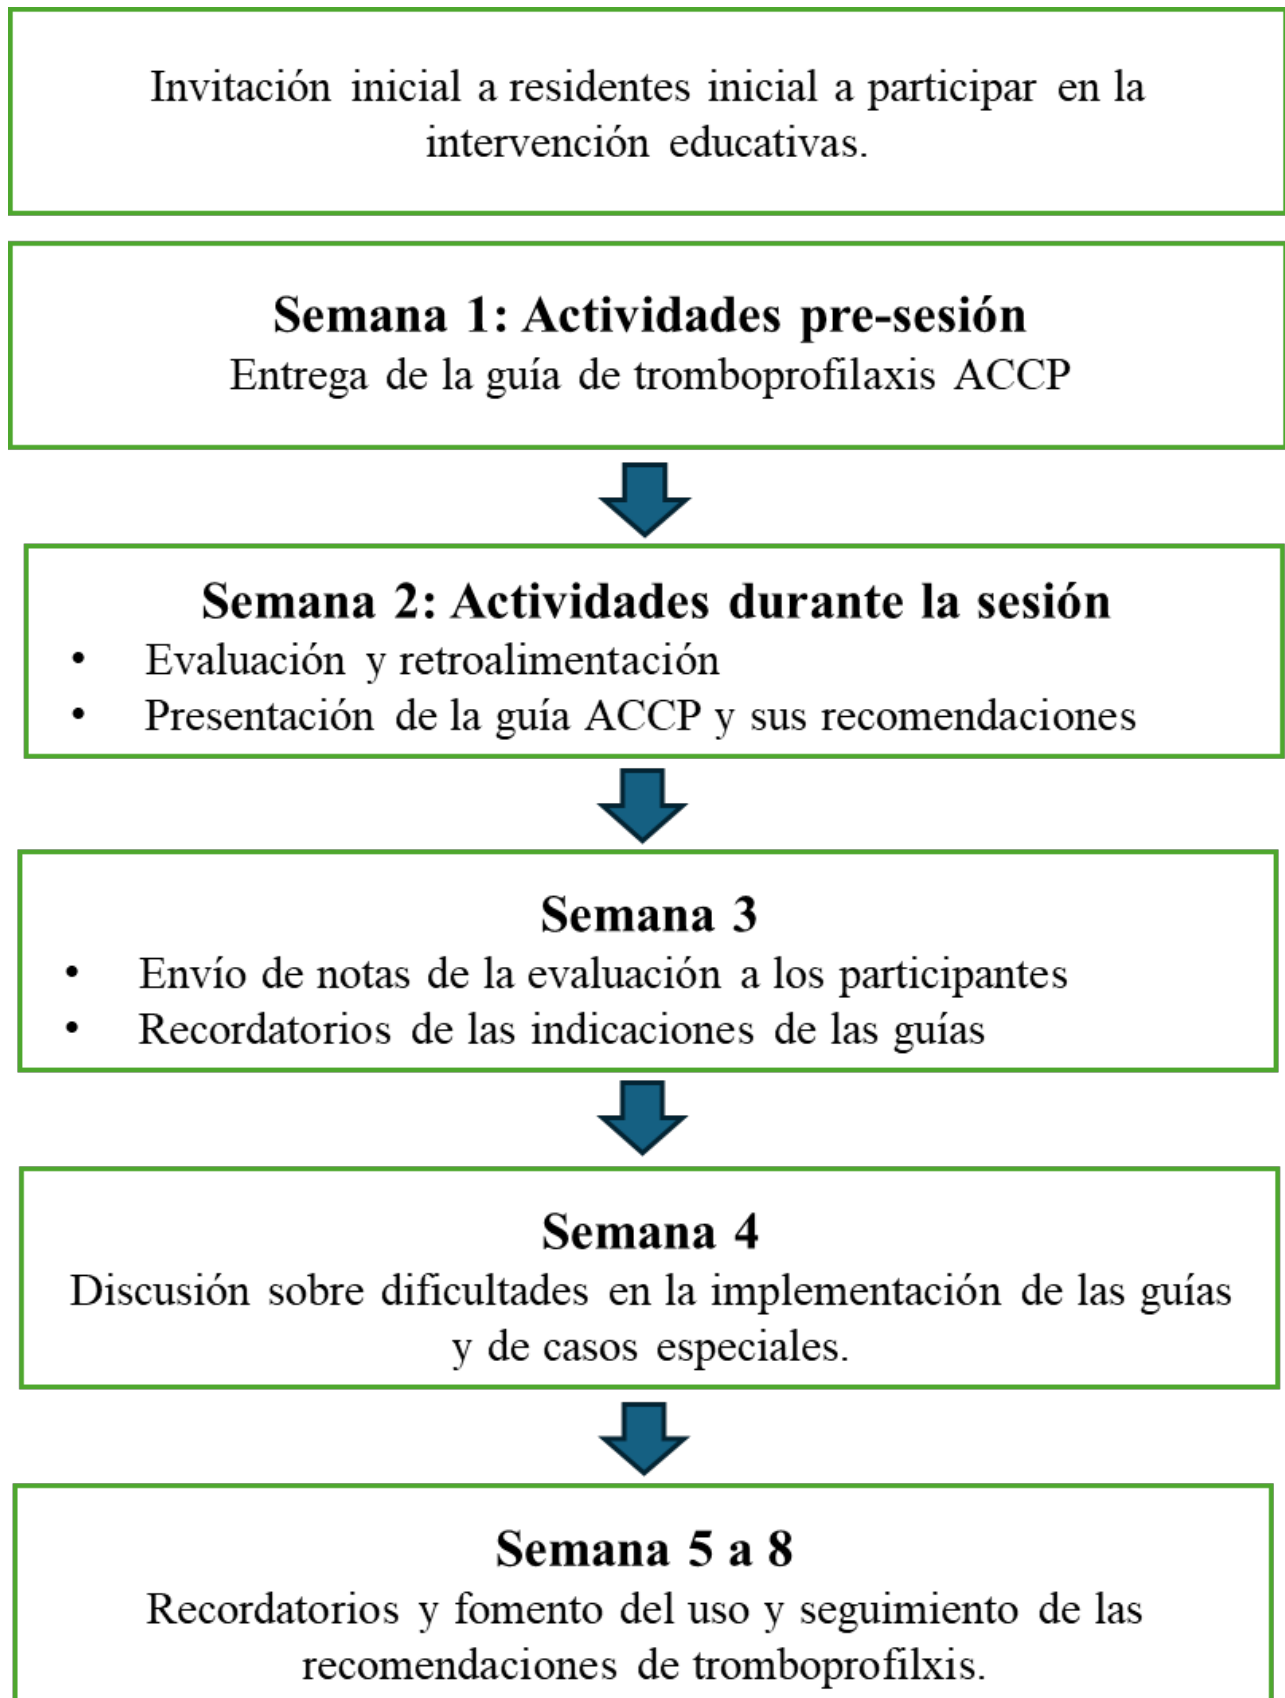 Invitación inicial a residentes inicial a participar en la
intervención educativas.
Semana 1: Actividades pre-sesión
Entrega de la guía de tromboprofilaxis ACCP
Semana 2: Actividades durante la sesión
• Evaluación y retroalimentación
• Presentación de la guía ACCP y sus recomendaciones
Semana 3
• Envío de notas de la evaluación a los participantes
• Recordatorios de las indicaciones de las guías
Semana 4
Discusión sobre dificultades en la implementación de las guías
y de casos especiales.
Semana 5 a 8
Recordatorios y fomento del uso y seguimiento de las
recomendaciones de tromboprofilxis.